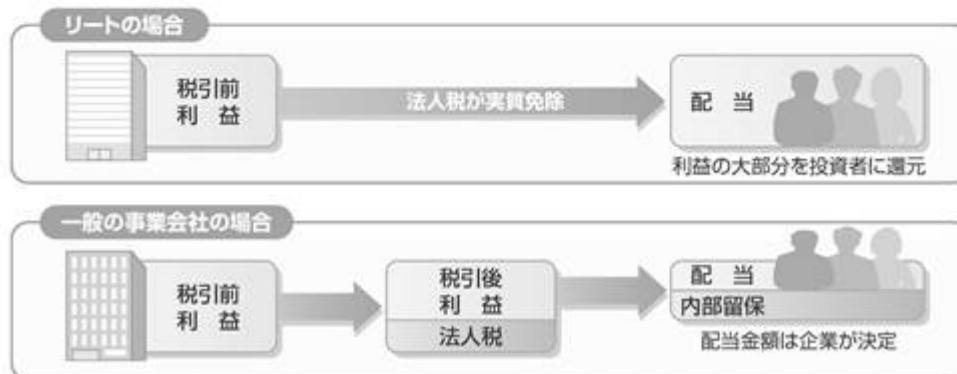 リートの場合
税引前
利　益
法人税が実質免除
配　当
利益の大部分を投資者に還元
一般の事業会社の場合
税引前
利　益
税引後
利　益
法人税
配　当
内部留保
配当金額は企業が決定